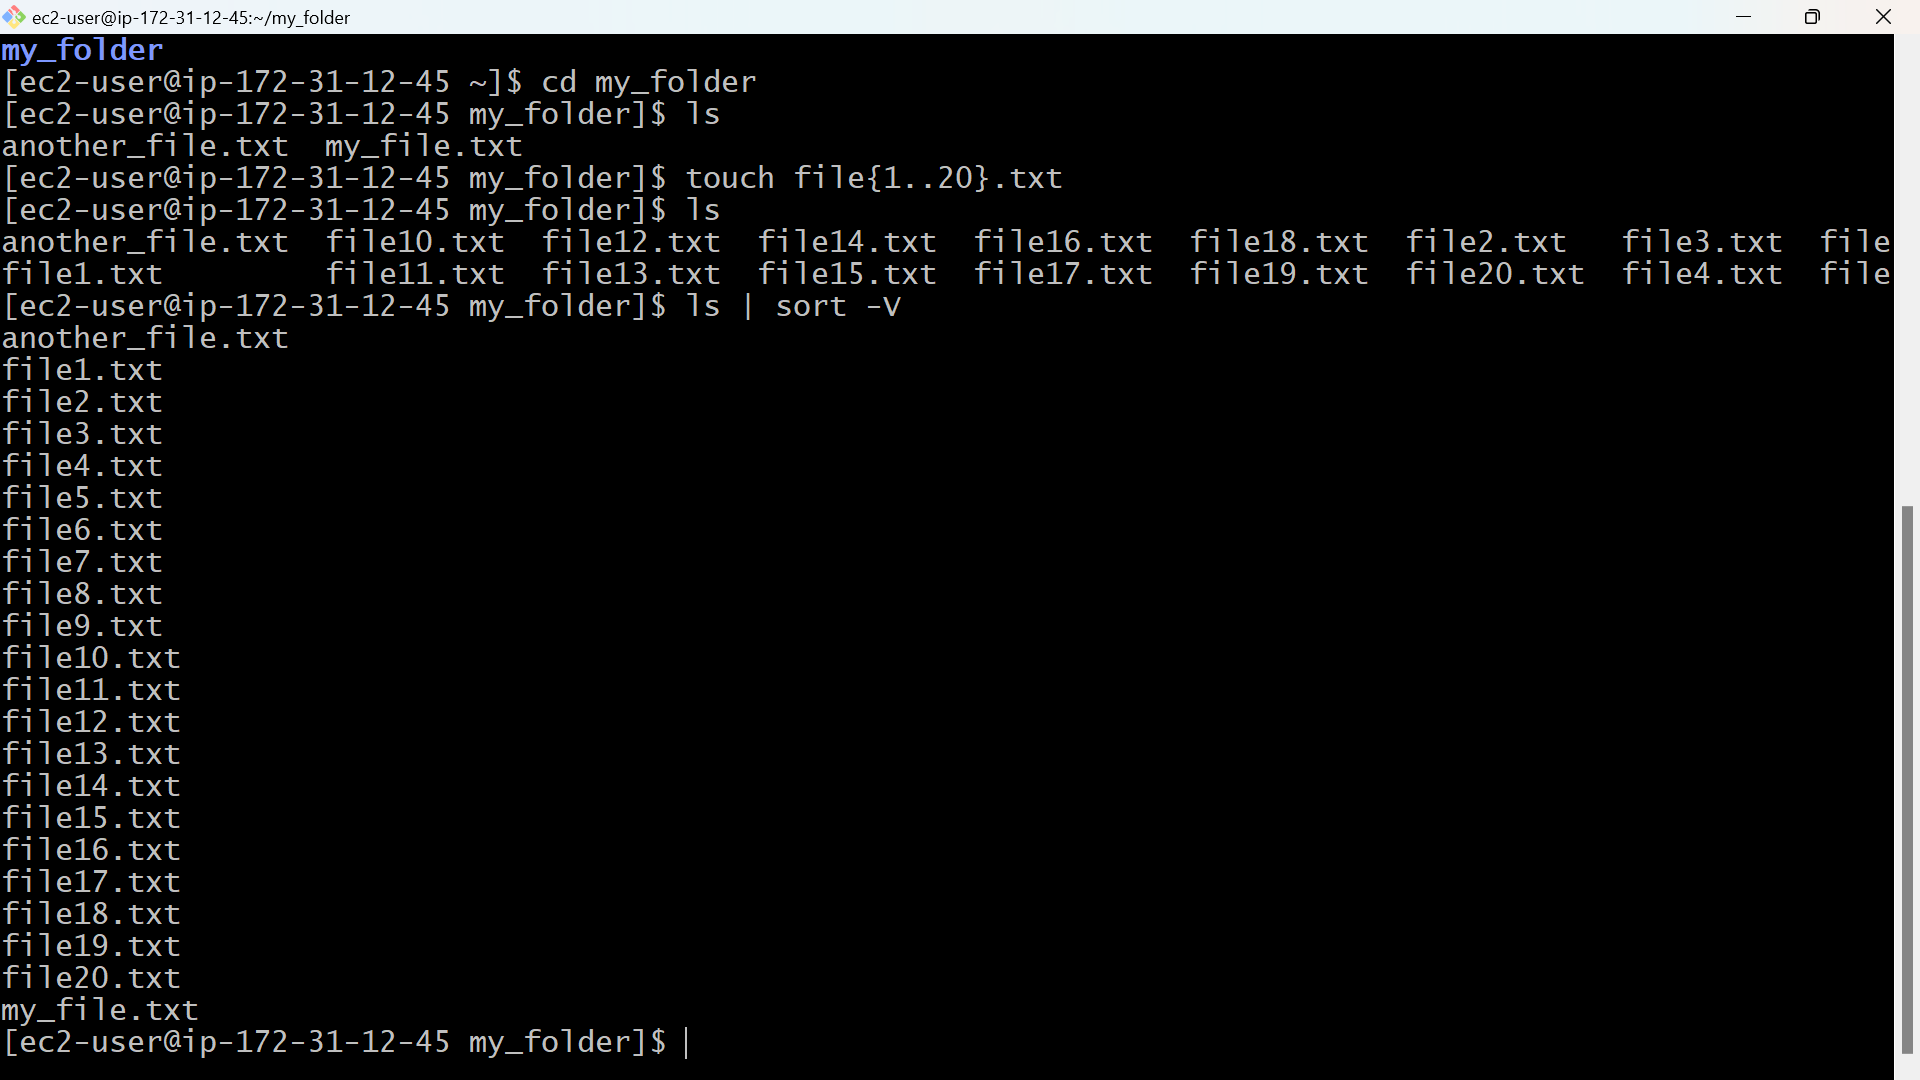 ec2-user@ip-172-31-12-45:~/my_folder
my_folder
[ec2-user@ip-172-31-12-45 ~]$ cd my_folder
[ec2-user@ip-172-31-12-45 my_folder]$ ls
another_file.txt  my_file.txt
[ec2-user@ip-172-31-12-45 my_folder]$ touch file{1..20}.txt
[ec2-user@ip-172-31-12-45 my_folder]$ ls
another_file.txt  file10.txt  file12.txt  file14.txt  file16.txt  file18.txt  file2.txt   file3.txt  file
file1.txt         file11.txt  file13.txt  file15.txt  file17.txt  file19.txt  file20.txt  file4.txt  file
[ec2-user@ip-172-31-12-45 my_folder]$ ls | sort -V
another_file.txt
file1.txt
file2.txt
file3.txt
file4.txt
file5.txt
file6.txt
file7.txt
file8.txt
file9.txt
file10.txt
file11.txt
file12.txt
file13.txt
file14.txt
file15.txt
file16.txt
file17.txt
file18.txt
file19.txt
file20.txt
my_file.txt
[ec2-user@ip-172-31-12-45 my_folder]$